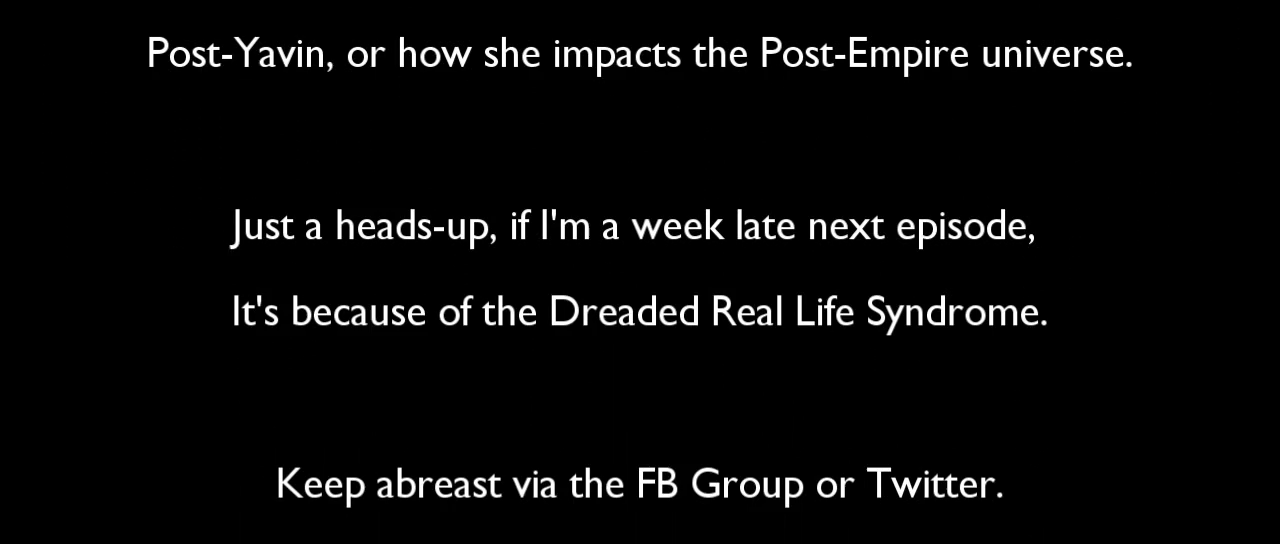 Post-Yavin, or how she impacts the Post-Empire universe.
Just a heads-up, if I'm a week late next episode,
It's because of the Dreaded Real Life Syndrome.
Keep abreast via the FB Group or Twitter.